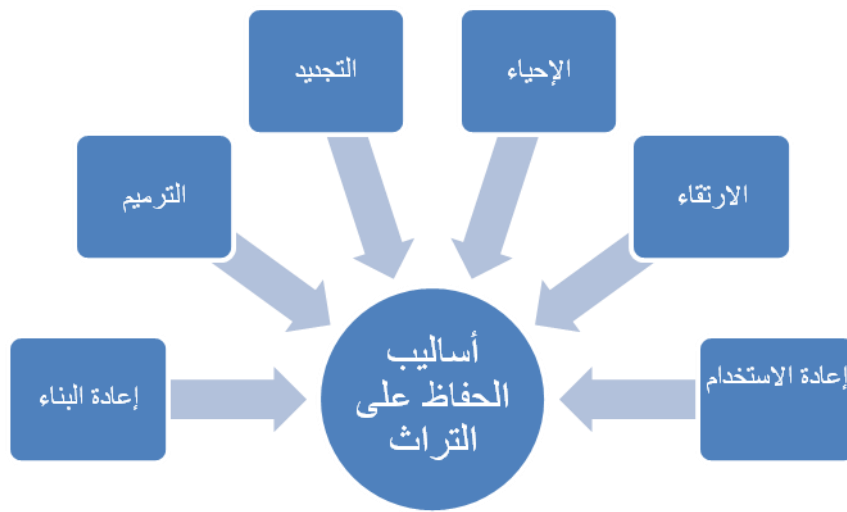 الإحياء
التجديد
الارتقاء
الترميم
إعادة الاستخدام
إعادة البناء
أساليب
الحفاظ على
التراث